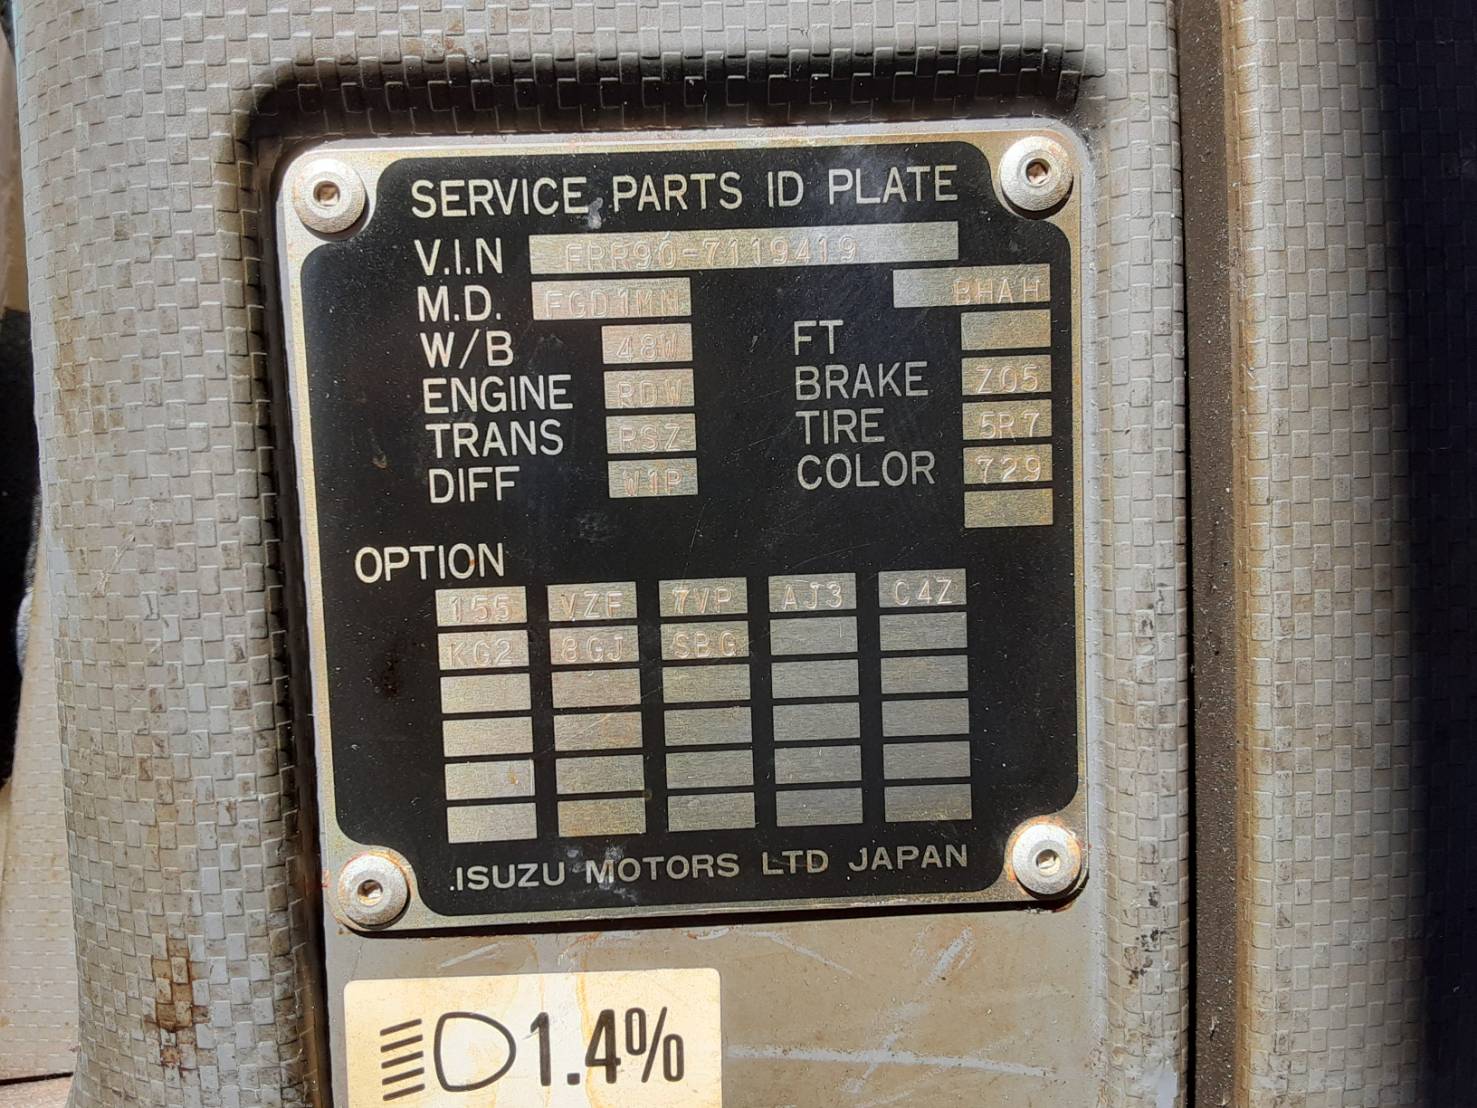 SERVICE PARTS ID PLATE
V.I.N FRR90-7119419
M.D. FGD1MM BHAH
W/B 48W FT
ENGINE RDW BRAKE Z05
TRANS PSZ TIRE 5R7
DIFF W1P COLOR 729
OPTION
155 VZF 7VP AJ3 C4Z
KG2 8GJ SBG
ISUZU MOTORS LTD JAPAN
1.4%